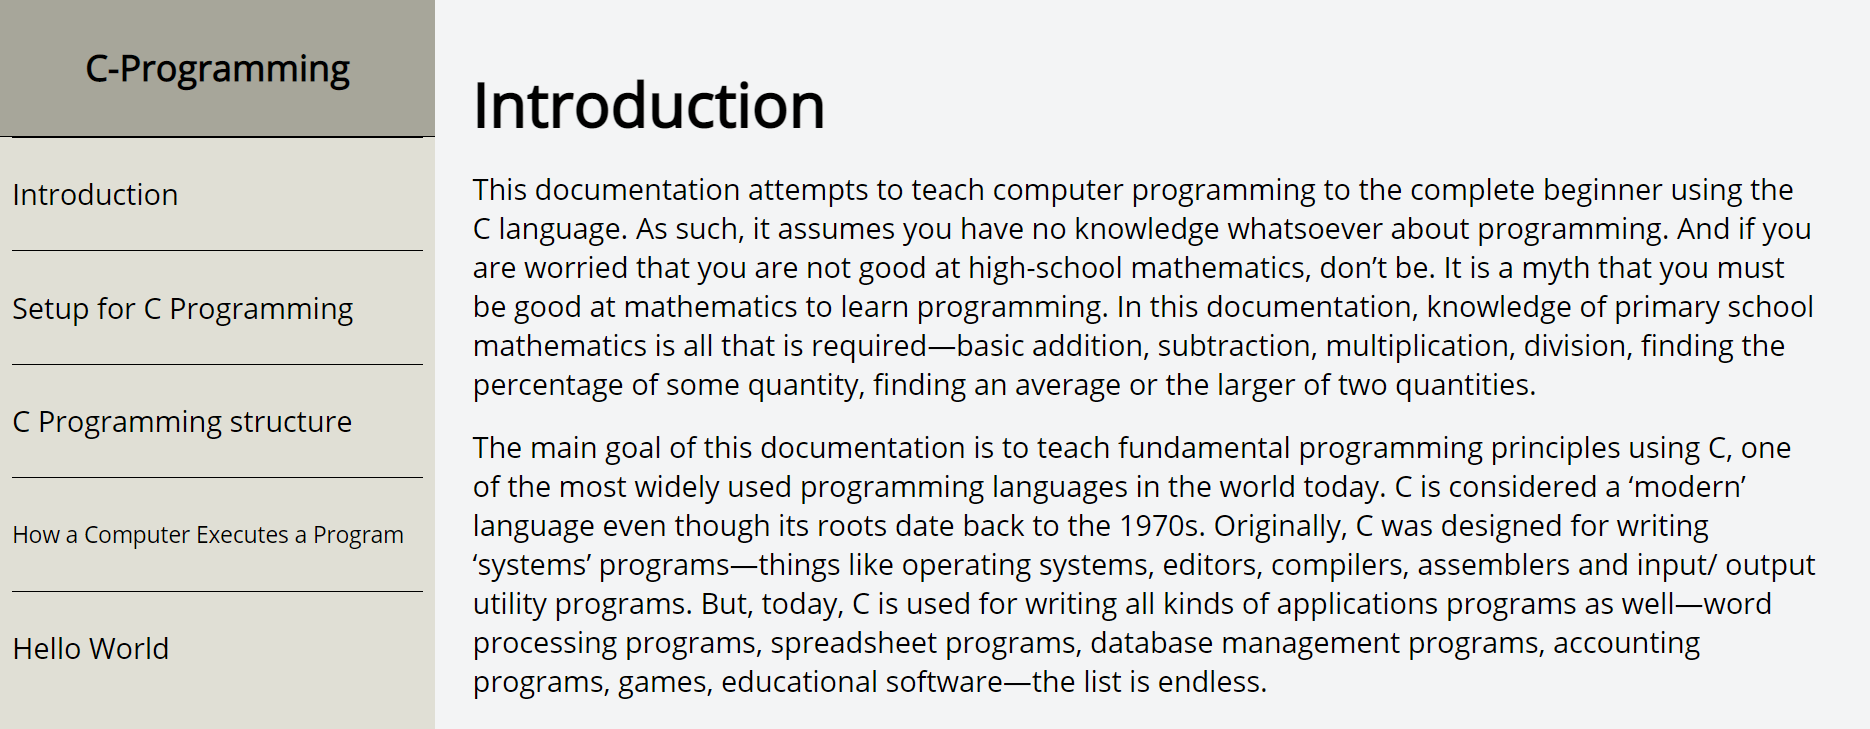 C-Programming
Introduction
Setup for C Programming
C Programming structure
How a Computer Executes a Program
Hello World
Introduction
This documentation attempts to teach computer programming to the complete beginner using the
C language. As such, it assumes you have no knowledge whatsoever about programming. And if you
are worried that you are not good at high-school mathematics, don’t be. It is a myth that you must
be good at mathematics to learn programming. In this documentation, knowledge of primary school
mathematics is all that is required—basic addition, subtraction, multiplication, division, finding the
percentage of some quantity, finding an average or the larger of two quantities.
The main goal of this documentation is to teach fundamental programming principles using C, one
of the most widely used programming languages in the world today. C is considered a ‘modern’
language even though its roots date back to the 1970s. Originally, C was designed for writing
‘systems’ programs—things like operating systems, editors, compilers, assemblers and input/ output
utility programs. But, today, C is used for writing all kinds of applications programs as well—word
processing programs, spreadsheet programs, database management programs, accounting
programs, games, educational software—the list is endless.